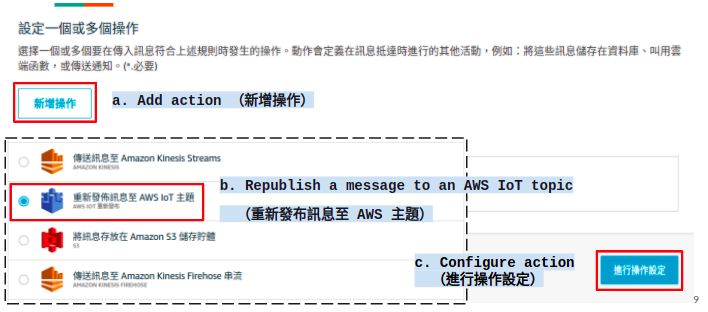 設定一個或多個操作
選擇一個或多個要在傳入訊息符合上述規則時發生的操作。動作會定義在訊息抵達時進行的其他活動，例如：將這些訊息儲存在資料庫、叫用雲
端函數，或傳送通知。(*.必要)
新增操作
a. Add action （新增操作）
傳送訊息至 Amazon Kinesis Streams
AMAZON KINESIS
重新發佈訊息至 AWS IoT 主題
AWS IOT 重新發布
b. Republish a message to an AWS IoT topic
（重新發布訊息至 AWS 主題）
將訊息存放在 Amazon S3 儲存貯體
S3
c. Configure action
（進行操作設定）
進行操作設定
傳送訊息至 Amazon Kinesis Firehose 串流
AMAZON KINESIS FIREHOSE
9